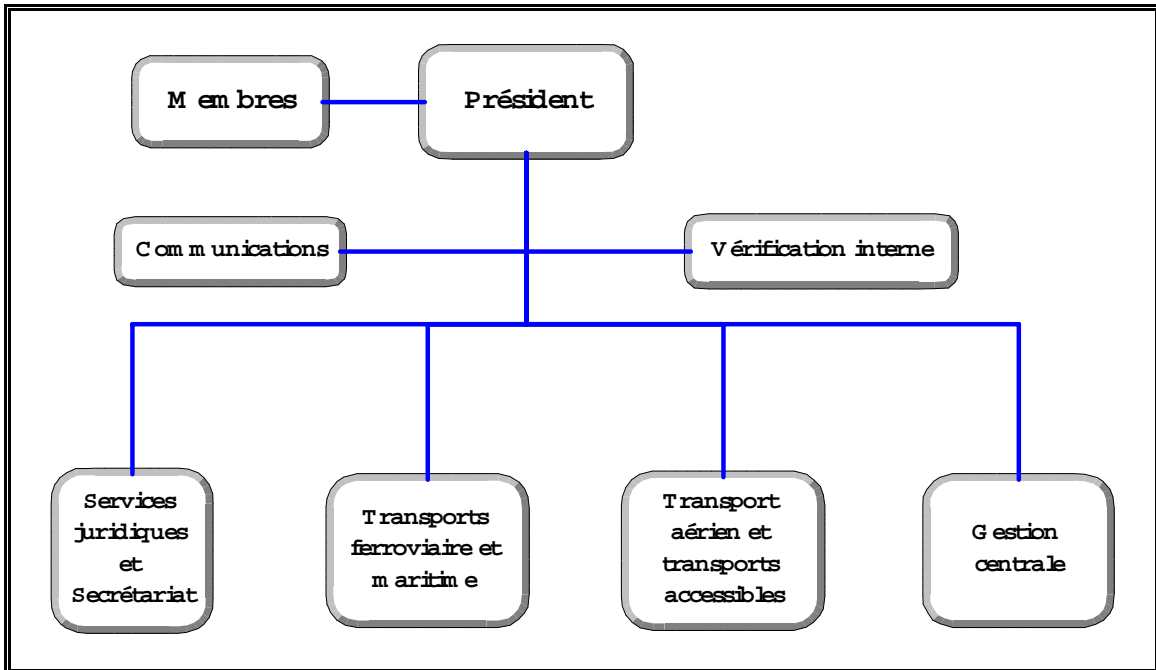 Membres
Président
Communications
Vérification interne
Services
juridiques
et
Secrétariat
Transports
ferroviaire et
maritime
Transport
aérien et
transports
accessibles
Gestion
centrale